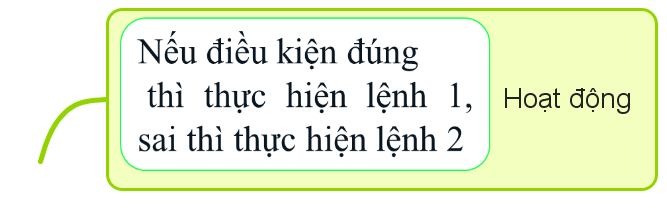 Nếu điều kiện đúng
thì thực hiện lệnh 1,
sai thì thực hiện lệnh 2
Hoạt động